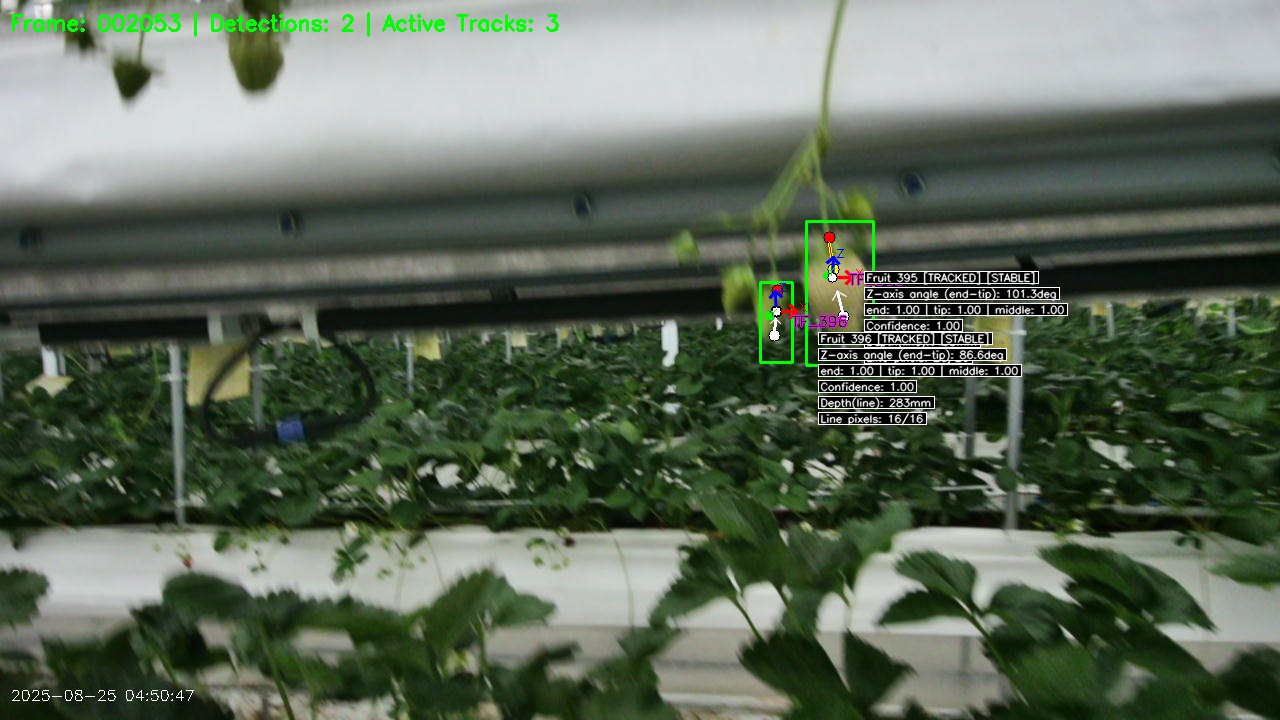 Frame: 002053 | Detections: 2 | Active Tracks: 3
Z
Fruit 395 [TRACKED] [STABLE]
Z-axis angle (end-tip): 101.3deg
end: 1.00 | tip: 1.00 | middle: 1.00
Confidence: 1.00
TF_396
Fruit 396 [TRACKED] [STABLE]
Z-axis angle (end-tip): 86.6deg
end: 1.00 | tip: 1.00 | middle: 1.00
Confidence: 1.00
Depth(line): 283mm
Line pixels: 16/16
2025-08-25 04:50:47